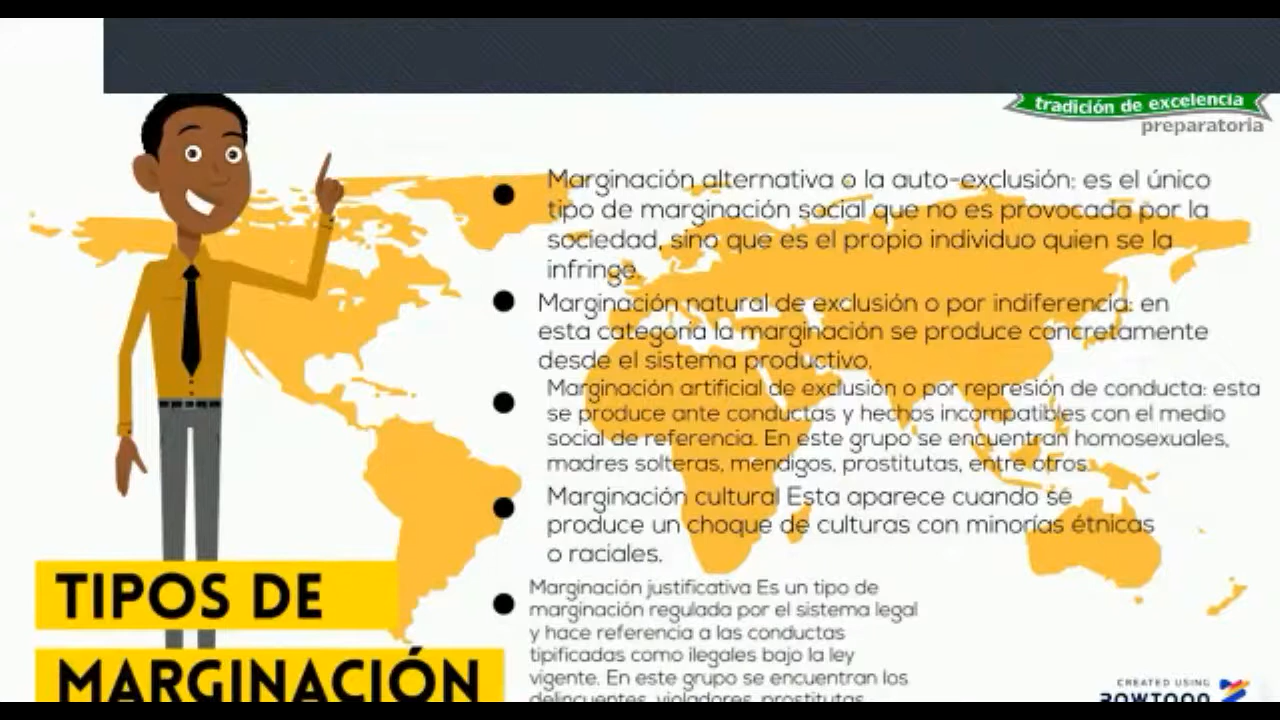 tradición de excelencia
preparatoria
Marginación alternativa o la auto-exclusión: es el único
tipo de marginación social que no es provocada por la
sociedad, sino que es el propio individuo quien se la
infringe.
Marginación natural de exclusión o por indiferencia: en
esta categoría la marginación se produce concretamente
desde el sistema productivo.
Marginación artificial de exclusión o por represión de conducta: esta
se produce ante conductas y hechos incompatibles con el medio
social de referencia. En este grupo se encuentran homosexuales,
madres solteras, mendigos, prostitutas, entre otros.
Marginación cultural Esta aparece cuando se
produce un choque de culturas con minorías étnicas
o raciales.
Marginación justificativa Es un tipo de
marginación regulada por el sistema legal
y hace referencia a las conductas
tipificadas como ilegales bajo la ley
vigente. En este grupo se encuentran los
delincuentes, violadores, prostitutas,
TIPOS DE
MARGINACIÓN
CREATED USING
POWTOON